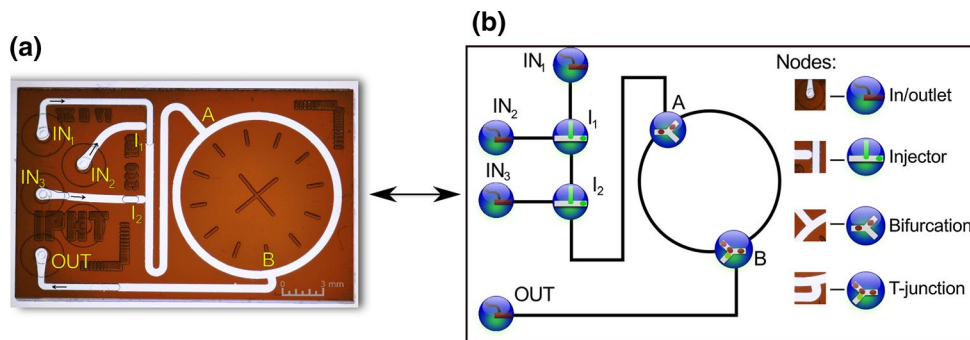 (a)
IN1
IN2
I1
IN3
I2
OUT
A
B
3 mm
IPHT
(b)
IN1
IN2
I1
IN3
I2
OUT
A
B
Nodes:
In/outlet
Injector
Bifurcation
T-junction